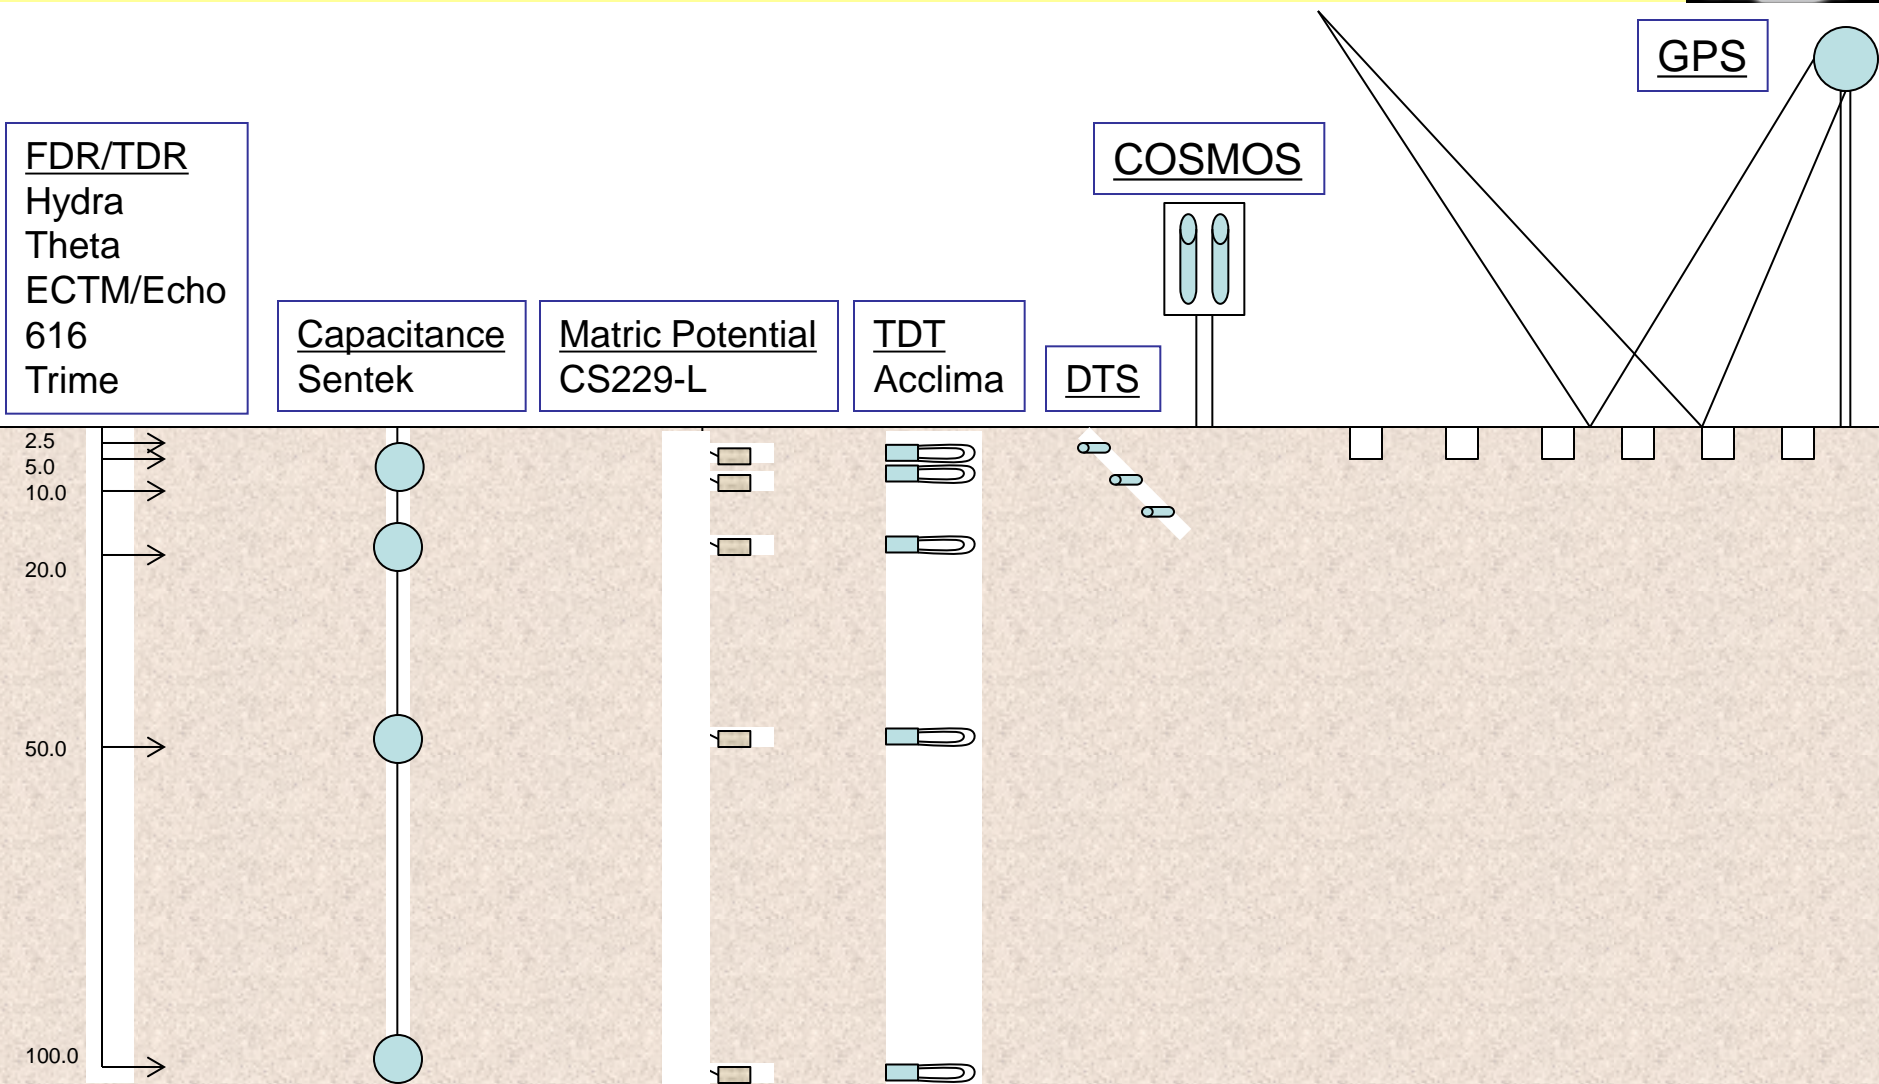 GPS
COSMOS
FDR/TDR
Hydra
Theta
ECTM/Echo
616
Trime
Capacitance
Sentek
Matric Potential
CS229-L
TDT
Acclima
DTS
2.5
5.0
10.0
20.0
50.0
100.0